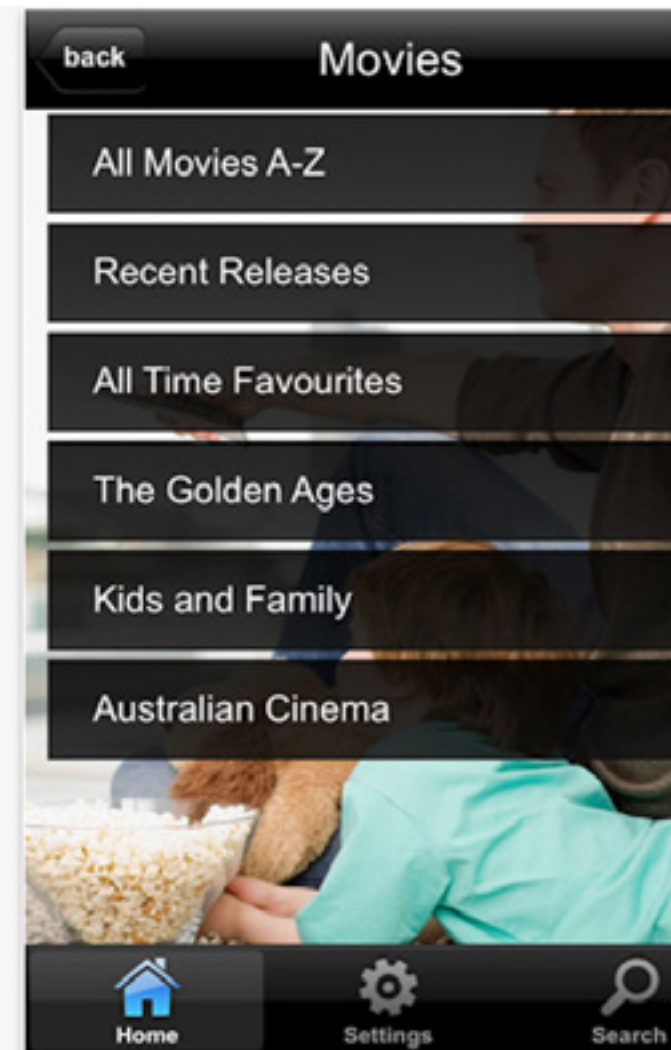 back
Movies
All Movies A-Z
Recent Releases
All Time Favourites
The Golden Ages
Kids and Family
Australian Cinema
Home
Settings
Search